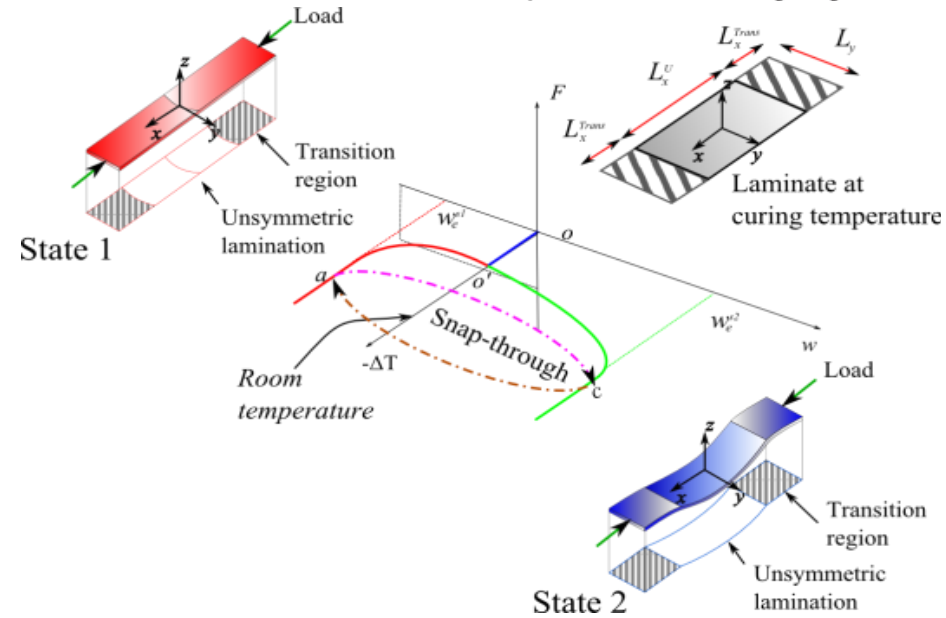 Load
z
x
y
Transition
region
Unsymmetric
lamination
State 1
L_x^{Trans}
L_y
L_x^U
L_x^{Trans}
z
x
y
Laminate at
curing temperature
F
w_e^{s1}
o
a
o'
Snap-through
w_e^{s2}
w
-ΔT
Room
temperature
c
Load
z
x
y
Transition
region
Unsymmetric
lamination
State 2